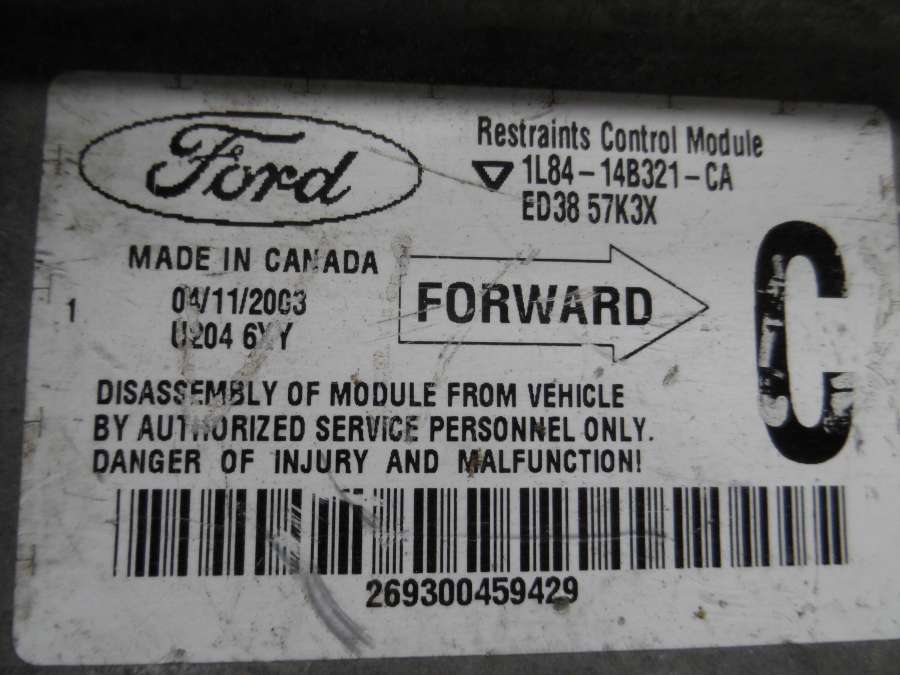 Ford
Restraints Control Module
1L84-14B321-CA
ED38 57K3X
MADE IN CANADA
FORWARD
C
1
04/11/2003
DISASSEMBLY OF MODULE FROM VEHICLE
BY AUTHORIZED SERVICE PERSONNEL ONLY.
DANGER OF INJURY AND MALFUNCTION!
269300459429